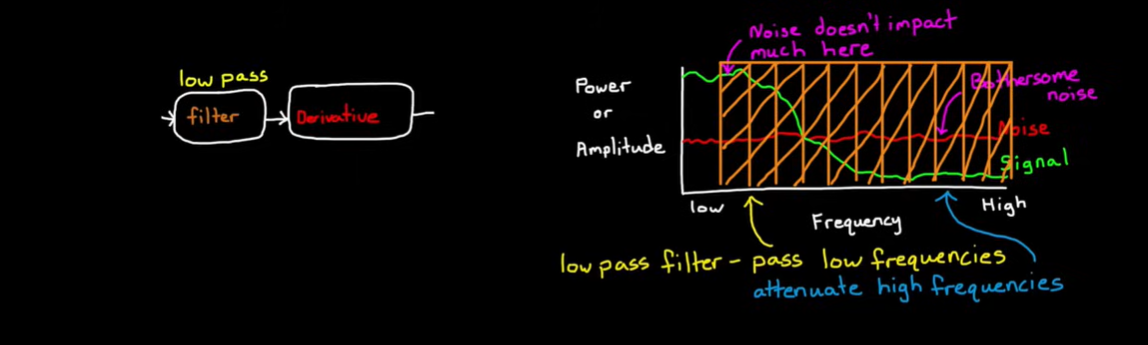 low pass
filter
Derivative
Noise doesn't impact
much here
Power
or
Amplitude
Bothersome
noise
Noise
Signal
low
High
Frequency
low pass filter - pass low frequencies
attenuate high frequencies